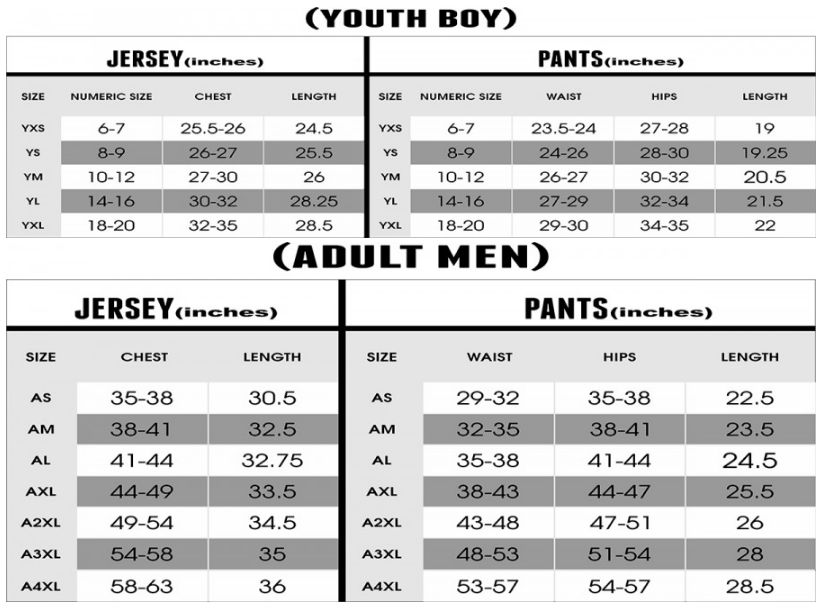 (YOUTH BOY)
JERSEY(inches) PANTS(inches)
SIZE NUMERIC SIZE CHEST LENGTH SIZE NUMERIC SIZE WAIST HIPS LENGTH
YXS 6-7 25.5-26 24.5 YXS 6-7 23.5-24 27-28 19
YS 8-9 26-27 25.5 YS 8-9 24-26 28-30 19.25
YM 10-12 27-30 26 YM 10-12 26-27 30-32 20.5
YL 14-16 30-32 28.25 YL 14-16 27-29 32-34 21.5
YXL 18-20 32-35 28.5 YXL 18-20 29-30 34-35 22
(ADULT MEN)
JERSEY(inches) PANTS(inches)
SIZE CHEST LENGTH SIZE WAIST HIPS LENGTH
AS 35-38 30.5 AS 29-32 35-38 22.5
AM 38-41 32.5 AM 32-35 38-41 23.5
AL 41-44 32.75 AL 35-38 41-44 24.5
AXL 44-49 33.5 AXL 38-43 44-47 25.5
A2XL 49-54 34.5 A2XL 43-48 47-51 26
A3XL 54-58 35 A3XL 48-53 51-54 28
A4XL 58-63 36 A4XL 53-57 54-57 28.5